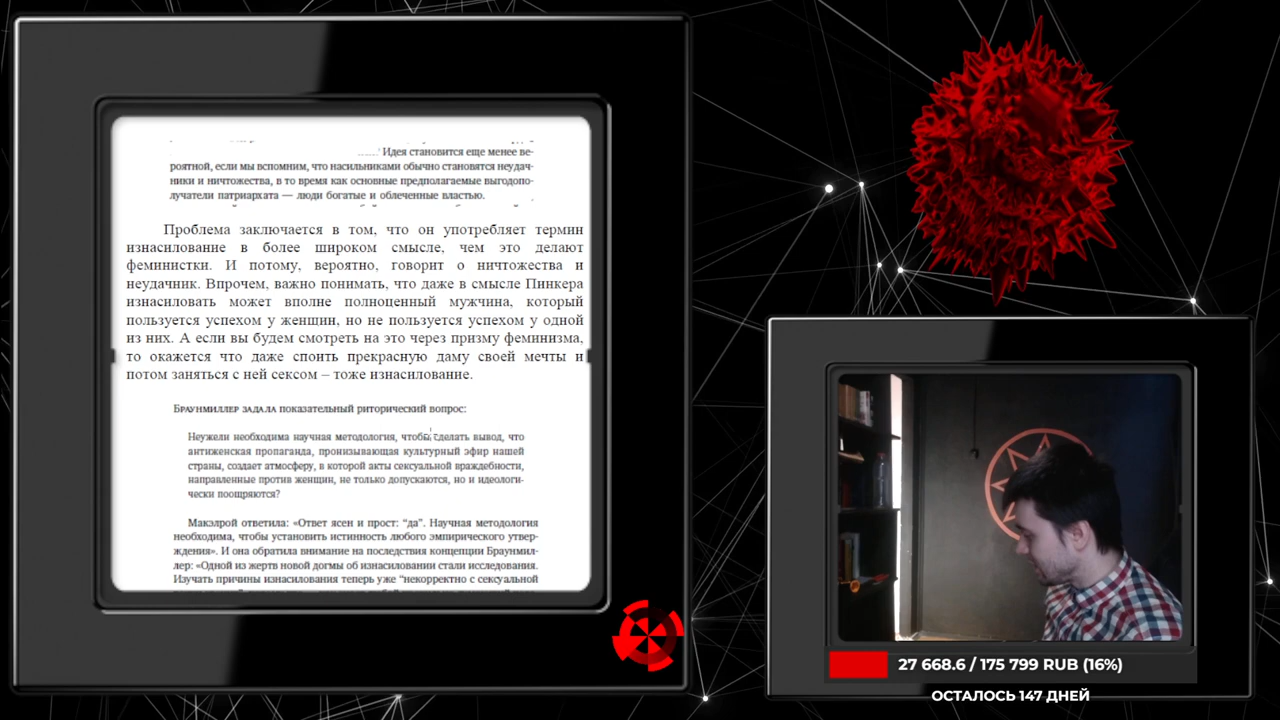 Идея становится еще менее ве-
роятной, если мы вспомним, что насильниками обычно становятся неудач-
ники и ничтожества, в то время как основные предполагаемые выгодопо-
лучатели патриархата — люди богатые и облеченные властью.
Проблема заключается в том, что он употребляет термин
изнасилование в более широком смысле, чем это делают
феминистки. И потому, вероятно, говорит о ничтожества и
неудачник. Впрочем, важно понимать, что даже в смысле Пинкера
изнасиловать может вполне полноценный мужчина, который
пользуется успехом у женщин, но не пользуется успехом у одной
из них. А если вы будем смотреть на это через призму феминизма,
то окажется что даже споить прекрасную даму своей мечты и
потом заняться с ней сексом – тоже изнасилование.
БРАУНМИЛЛЕР ЗАДАЛА показательный риторический вопрос:
Неужели необходима научная методология, чтобы сделать вывод, что
антиженская пропаганда, пронизывающая культурный эфир нашей
страны, создает атмосферу, в которой акты сексуальной враждебности,
направленные против женщин, не только допускаются, но и идеологи-
чески поощряются?
Макэлрой ответила: «Ответ ясен и прост: “да”. Научная методология
необходима, чтобы установить истинность любого эмпирического утвер-
ждения». И она обратила внимание на последствия концепции Браунмил-
лер: «Одной из жертв новой догмы об изнасиловании стали исследования.
Изучать причины изнасилования теперь уже “некорректно с сексуальной
27 668.6 / 175 799 RUB (16%)
ОСТАЛОСЬ 147 ДНЕЙ